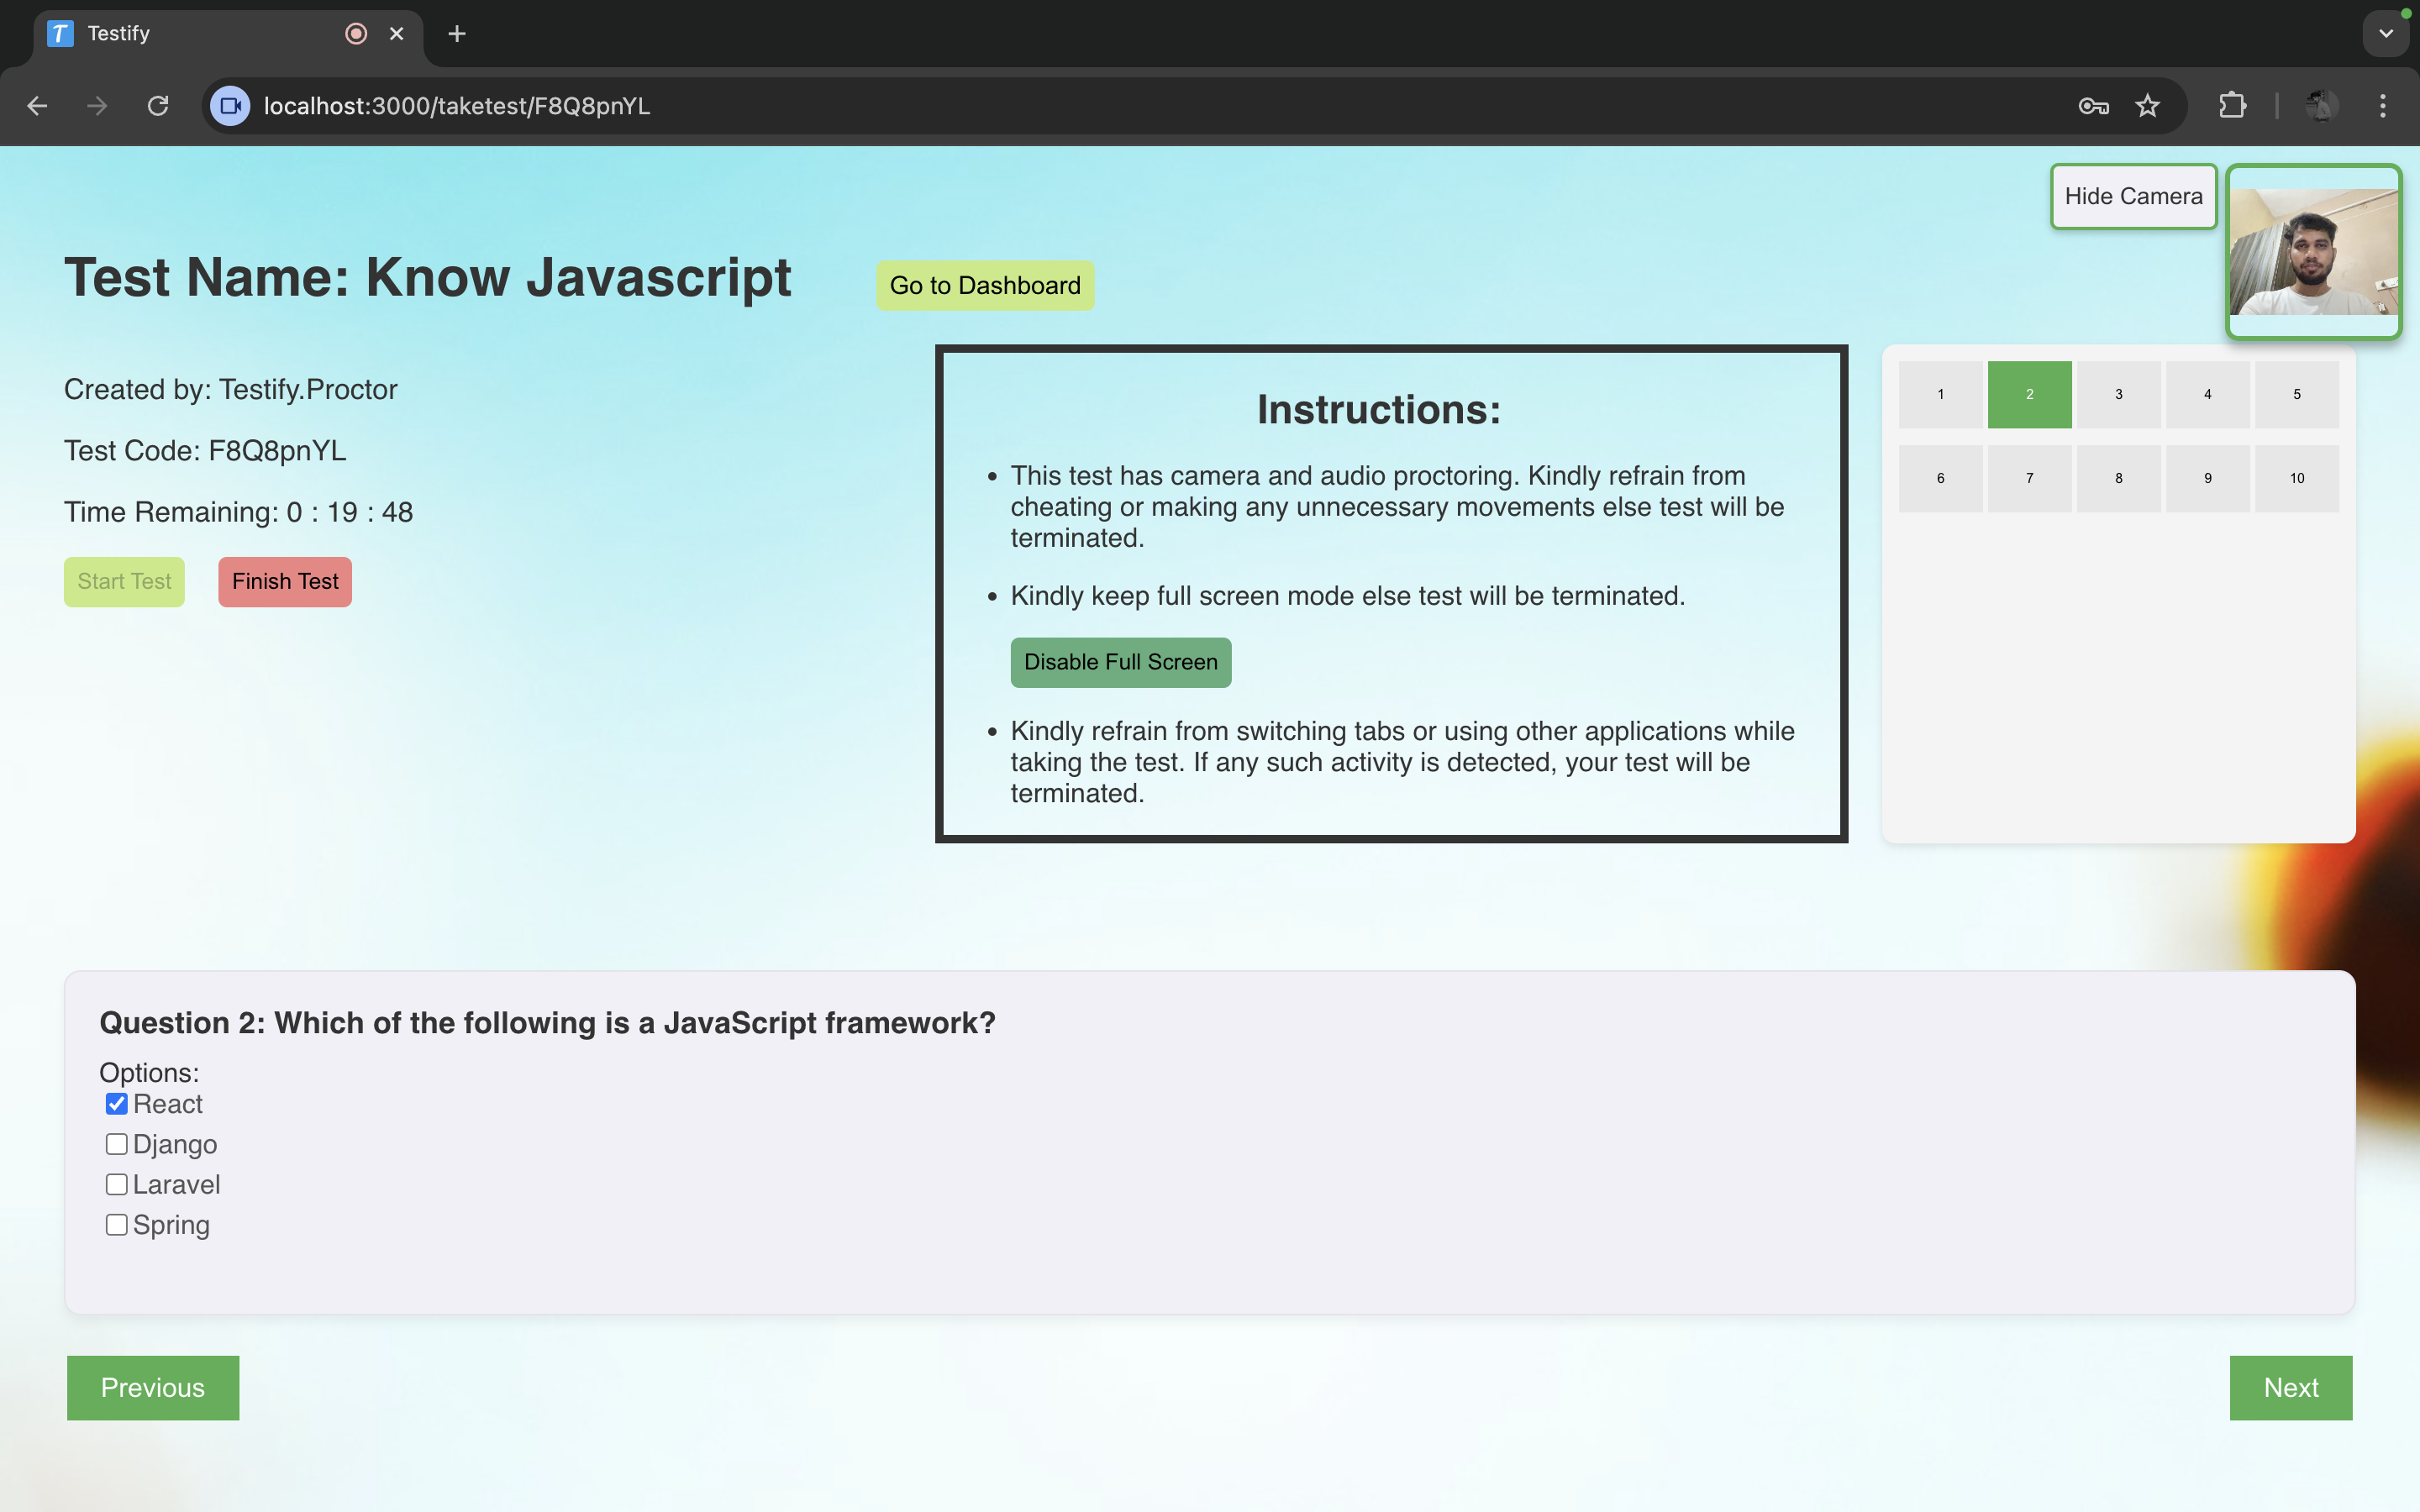 Testify
localhost:3000/taketest/F8Q8pnYL
Hide Camera
Test Name: Know Javascript
Go to Dashboard
Created by: Testify.Proctor
Test Code: F8Q8pnYL
Time Remaining: 0 : 19 : 48
Start Test
Finish Test
Instructions:
• This test has camera and audio proctoring. Kindly refrain from
cheating or making any unnecessary movements else test will be
terminated.
• Kindly keep full screen mode else test will be terminated.
Disable Full Screen
• Kindly refrain from switching tabs or using other applications while
taking the test. If any such activity is detected, your test will be
terminated.
1 2 3 4 5
6 7 8 9 10
Question 2: Which of the following is a JavaScript framework?
Options:
React
Django
Laravel
Spring
Previous
Next